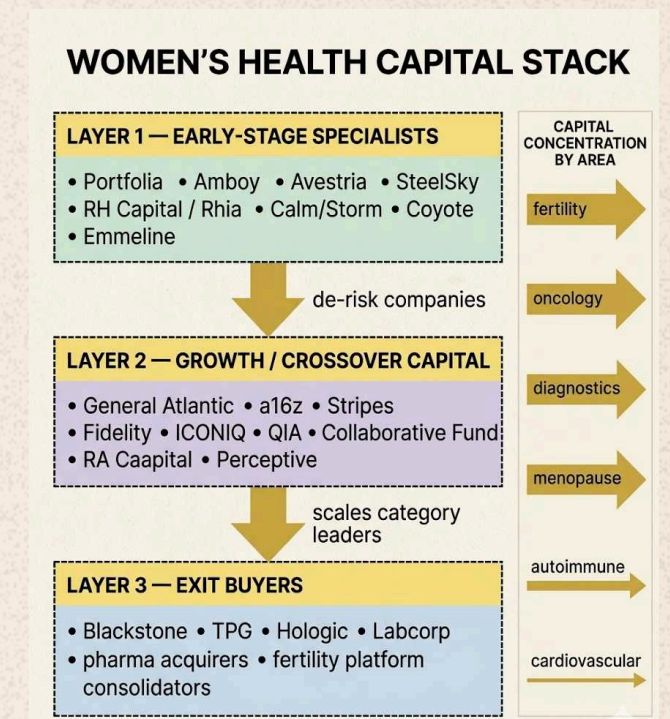 WOMEN'S HEALTH CAPITAL STACK
LAYER 1 — EARLY-STAGE SPECIALISTS
• Portfolia • Amboy • Avestria • SteelSky
• RH Capital / Rhia • Calm/Storm • Coyote
• Emmeline
de-risk companies
LAYER 2 — GROWTH / CROSSOVER CAPITAL
• General Atlantic • a16z • Stripes
• Fidelity • ICONIQ • QIA • Collaborative Fund
• RA Caapital • Perceptive
scales category
leaders
LAYER 3 — EXIT BUYERS
• Blackstone • TPG • Hologic • Labcorp
• pharma acquirers • fertility platform
consolidators
CAPITAL
CONCENTRATION
BY AREA
fertility
oncology
diagnostics
menopause
autoimmune
cardiovascular